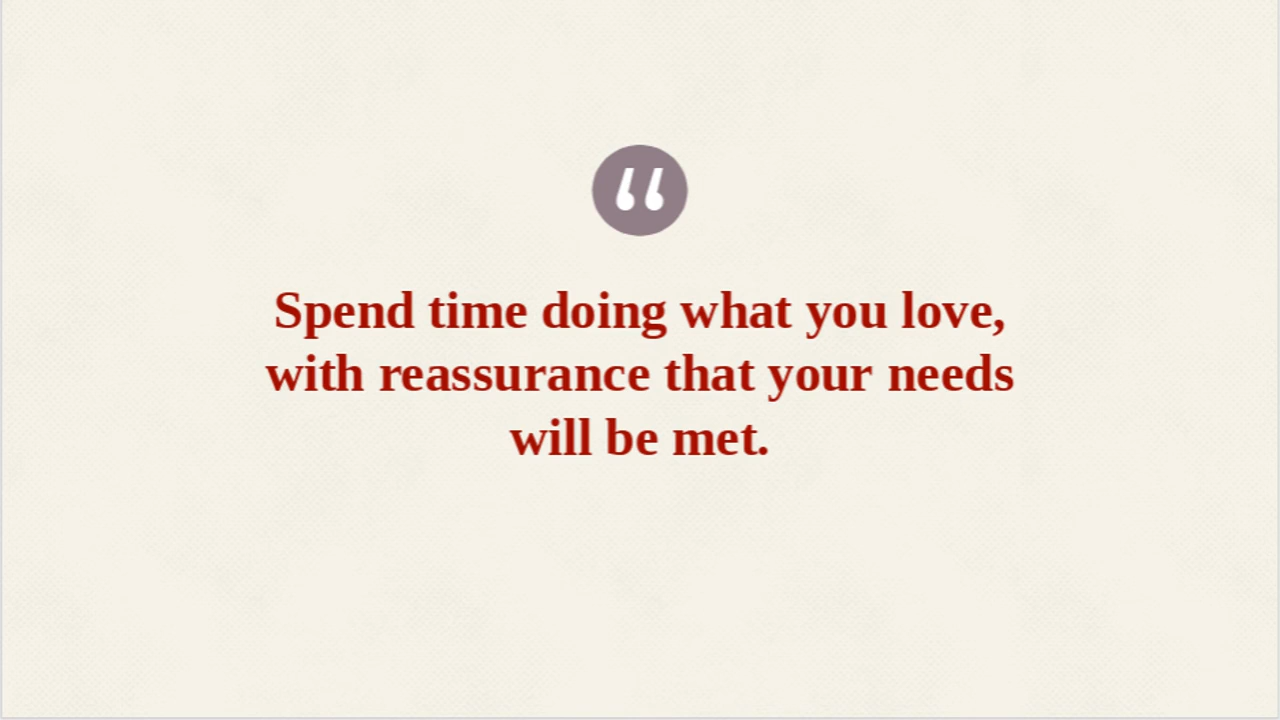 “
Spend time doing what you love,
with reassurance that your needs
will be met.